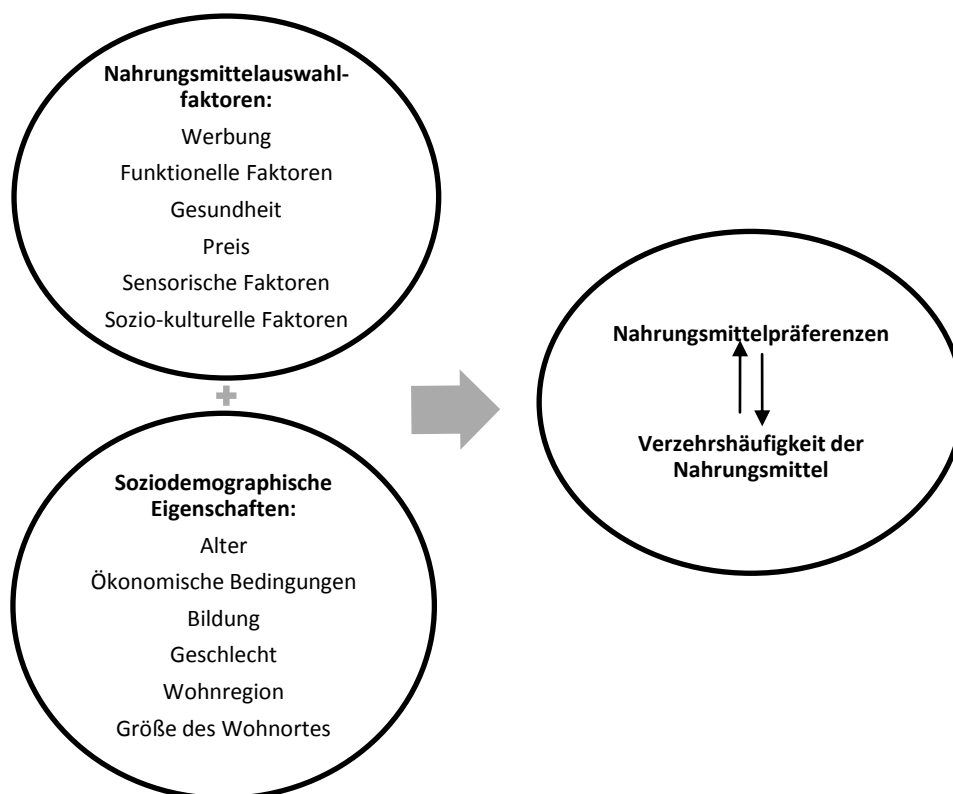 Nahrungsmittelauswahl-
faktoren:
Werbung
Funktionelle Faktoren
Gesundheit
Preis
Sensorische Faktoren
Sozio-kulturelle Faktoren
Soziodemographische
Eigenschaften:
Alter
Ökonomische Bedingungen
Bildung
Geschlecht
Wohnregion
Größe des Wohnortes
Nahrungsmittelpräferenzen
Verzehrshäufigkeit der
Nahrungsmittel